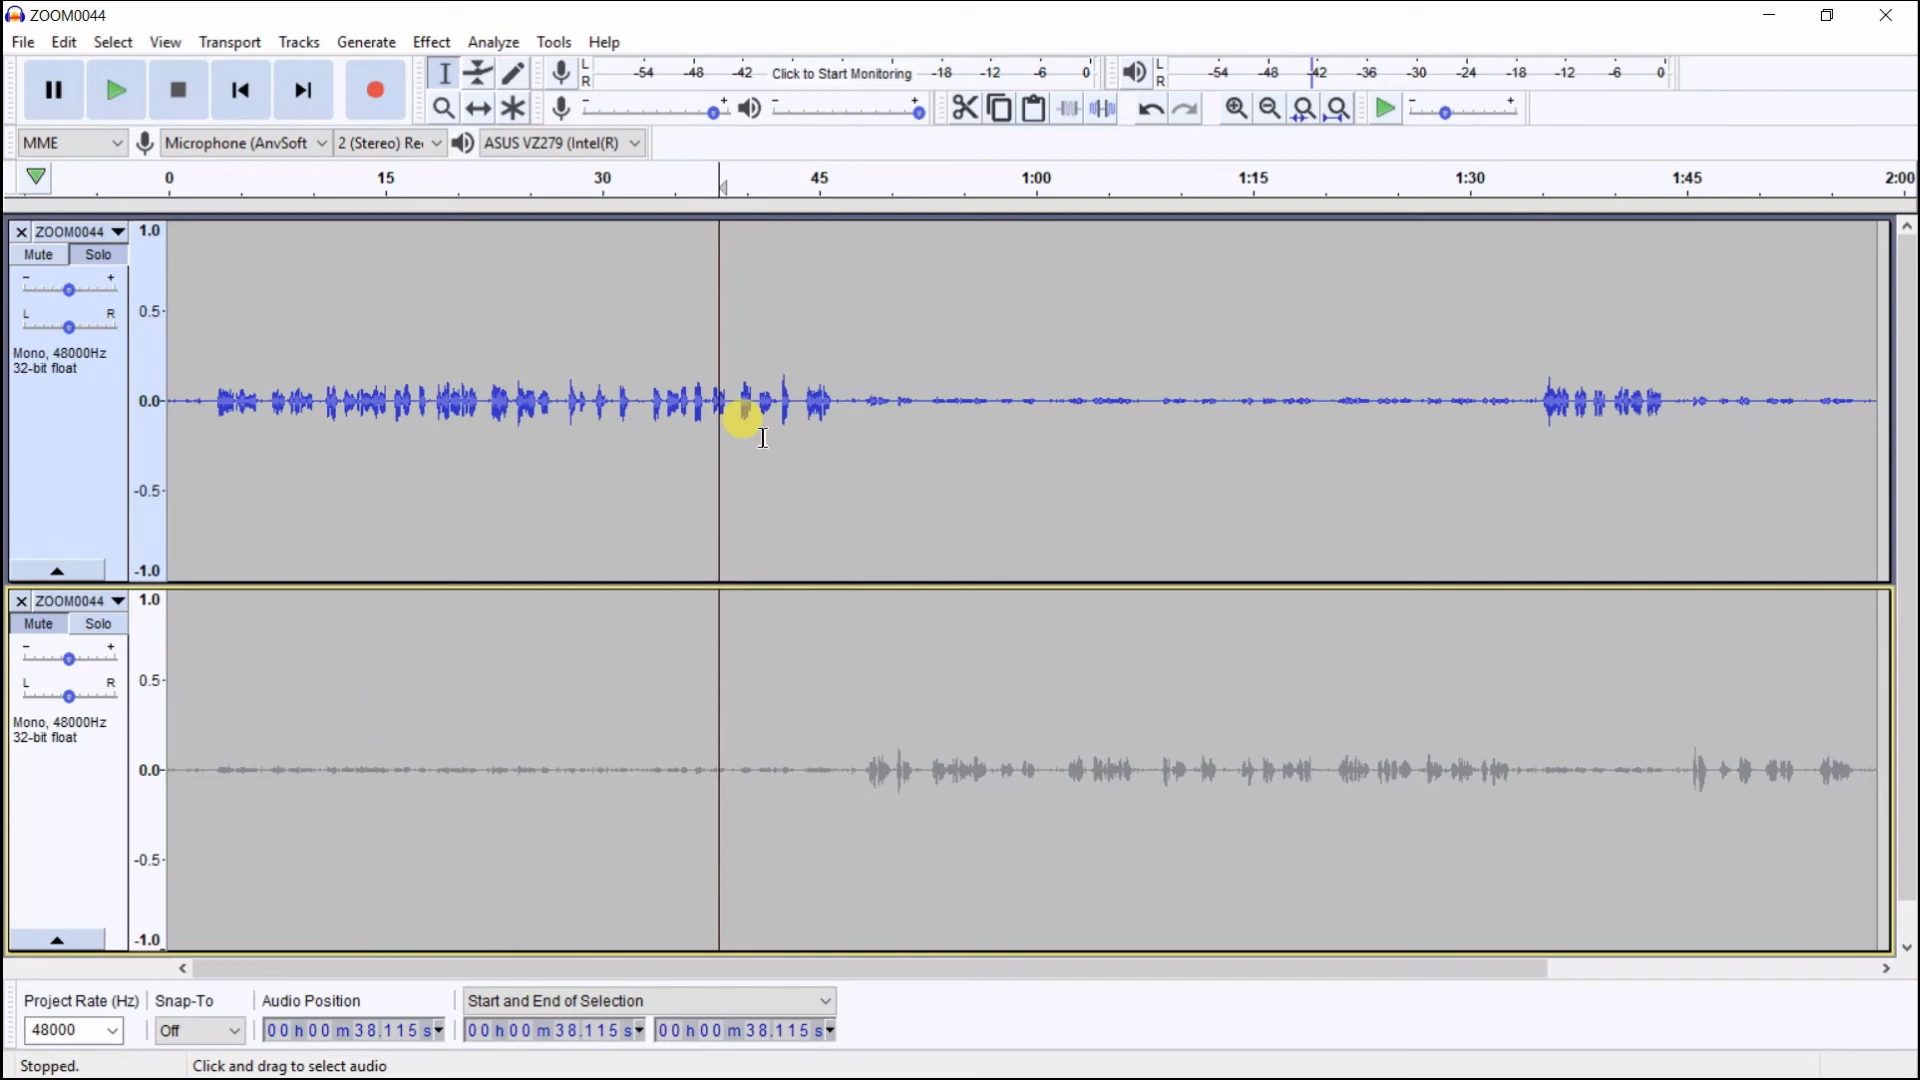 ZOOM0044
File Edit Select View Transport Tracks Generate Effect Analyze Tools Help
L -54 -48 -42 Click to Start Monitoring -18 -12 -6 0 L -54 -48 -42 -36 -30 -24 -18 -12 -6 0
R R
- + - + - +
MME Microphone (AnvSoft 2 (Stereo) Re ASUS VZ279 (Intel(R)
0 15 30 45 1:00 1:15 1:30 1:45 2:00
ZOOM0044 1.0
Mute Solo
- +
L R 0.5
Mono, 48000Hz
32-bit float
0.0
-0.5
-1.0
ZOOM0044 1.0
Mute Solo
- +
L R 0.5
Mono, 48000Hz
32-bit float
0.0
-0.5
-1.0
Project Rate (Hz) Snap-To Audio Position Start and End of Selection
48000 Off 00 h 00 m 38.115 s 00 h 00 m 38.115 s 00 h 00 m 38.115 s
Stopped. Click and drag to select audio